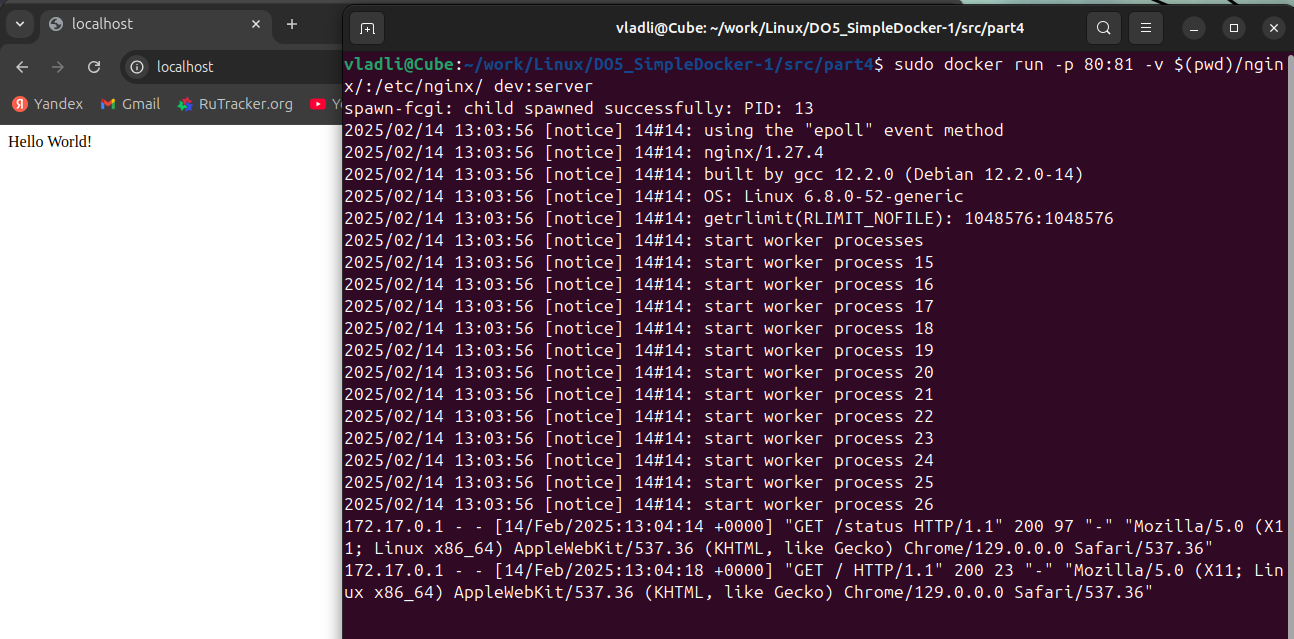 localhost
localhost
Yandex
Gmail
RuTracker.org
Hello World!
vladli@Cube: ~/work/Linux/DO5_SimpleDocker-1/src/part4
vladli@Cube:~/work/Linux/DO5_SimpleDocker-1/src/part4$ sudo docker run -p 80:81 -v $(pwd)/ngin
x/:/etc/nginx/ dev:server
spawn-fcgi: child spawned successfully: PID: 13
2025/02/14 13:03:56 [notice] 14#14: using the "epoll" event method
2025/02/14 13:03:56 [notice] 14#14: nginx/1.27.4
2025/02/14 13:03:56 [notice] 14#14: built by gcc 12.2.0 (Debian 12.2.0-14)
2025/02/14 13:03:56 [notice] 14#14: OS: Linux 6.8.0-52-generic
2025/02/14 13:03:56 [notice] 14#14: getrlimit(RLIMIT_NOFILE): 1048576:1048576
2025/02/14 13:03:56 [notice] 14#14: start worker processes
2025/02/14 13:03:56 [notice] 14#14: start worker process 15
2025/02/14 13:03:56 [notice] 14#14: start worker process 16
2025/02/14 13:03:56 [notice] 14#14: start worker process 17
2025/02/14 13:03:56 [notice] 14#14: start worker process 18
2025/02/14 13:03:56 [notice] 14#14: start worker process 19
2025/02/14 13:03:56 [notice] 14#14: start worker process 20
2025/02/14 13:03:56 [notice] 14#14: start worker process 21
2025/02/14 13:03:56 [notice] 14#14: start worker process 22
2025/02/14 13:03:56 [notice] 14#14: start worker process 23
2025/02/14 13:03:56 [notice] 14#14: start worker process 24
2025/02/14 13:03:56 [notice] 14#14: start worker process 25
2025/02/14 13:03:56 [notice] 14#14: start worker process 26
172.17.0.1 - - [14/Feb/2025:13:04:14 +0000] "GET /status HTTP/1.1" 200 97 "-" "Mozilla/5.0 (X1
1; Linux x86_64) AppleWebKit/537.36 (KHTML, like Gecko) Chrome/129.0.0.0 Safari/537.36"
172.17.0.1 - - [14/Feb/2025:13:04:18 +0000] "GET / HTTP/1.1" 200 23 "-" "Mozilla/5.0 (X11; Lin
ux x86_64) AppleWebKit/537.36 (KHTML, like Gecko) Chrome/129.0.0.0 Safari/537.36"